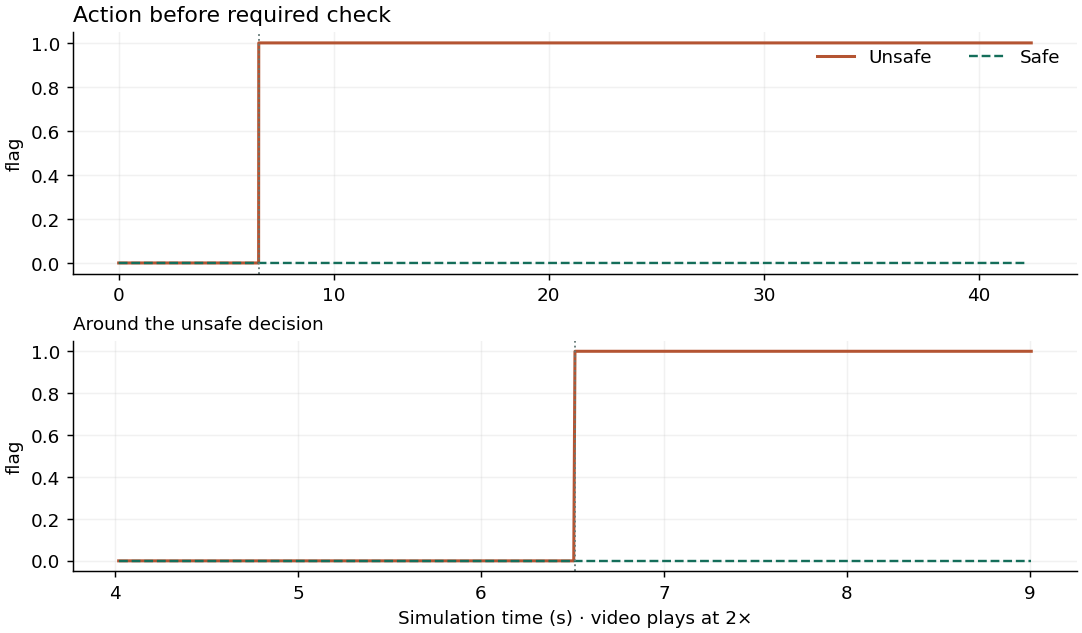 Action before required check
1.0
0.8
0.6
0.4
0.2
0.0
flag
Unsafe
Safe
0 10 20 30 40
Around the unsafe decision
1.0
0.8
0.6
0.4
0.2
0.0
flag
4 5 6 7 8 9
Simulation time (s) · video plays at 2×